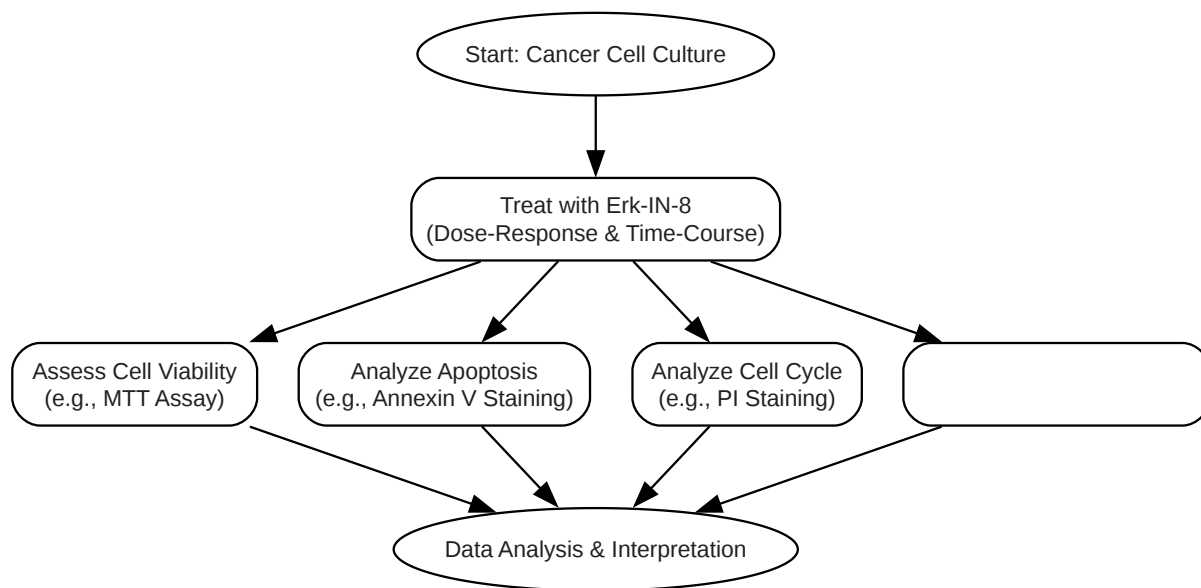 Start: Cancer Cell Culture
Treat with Erk-IN-8
(Dose-Response & Time-Course)
Assess Cell Viability
(e.g., MTT Assay)
Analyze Apoptosis
(e.g., Annexin V Staining)
Analyze Cell Cycle
(e.g., PI Staining)
Data Analysis & Interpretation